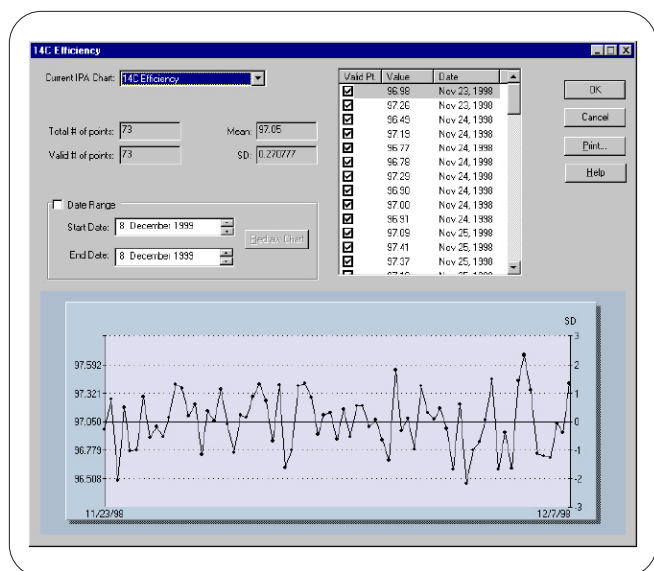 14C Efficiency
Current IPA Chart: 14C Efficiency
Total # of points: 73
Mean: 97.05
Valid # of points: 73
SD: 0.270777
Date Range
Start Date: 8 December 1999
End Date: 8 December 1999
Redraw Chart
Valid Pt. Value Date
96.98 Nov 23, 1998
97.26 Nov 23, 1998
96.49 Nov 24, 1998
97.19 Nov 24, 1998
96.77 Nov 24, 1998
96.78 Nov 24, 1998
97.29 Nov 24, 1998
96.90 Nov 24, 1998
97.00 Nov 24, 1998
96.91 Nov 24, 1998
97.09 Nov 25, 1998
97.41 Nov 25, 1998
97.37 Nov 25, 1998
Nov 25, 1998
OK
Cancel
Print...
Help
SD
97.592
97.321
97.050
96.779
96.508
3
2
1
0
-1
-2
-3
11/23/98
12/7/98